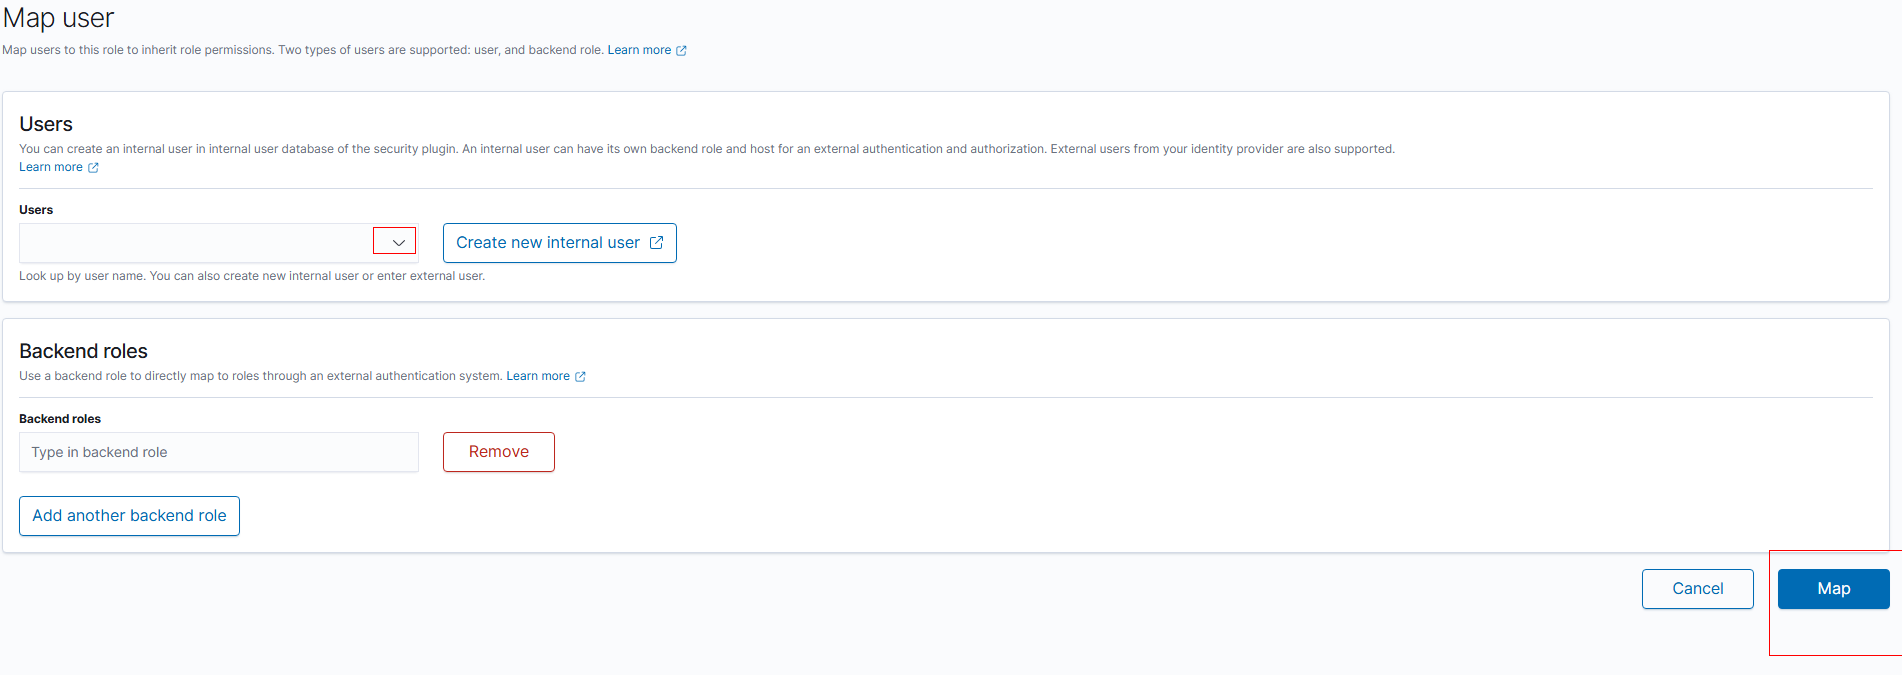 Map user
Map users to this role to inherit role permissions. Two types of users are supported: user, and backend role. Learn more
Users
You can create an internal user in internal user database of the security plugin. An internal user can have its own backend role and host for an external authentication and authorization. External users from your identity provider are also supported.
Learn more
Users
Create new internal user
Look up by user name. You can also create new internal user or enter external user.
Backend roles
Use a backend role to directly map to roles through an external authentication system. Learn more
Backend roles
Type in backend role Remove
Add another backend role
Cancel Map